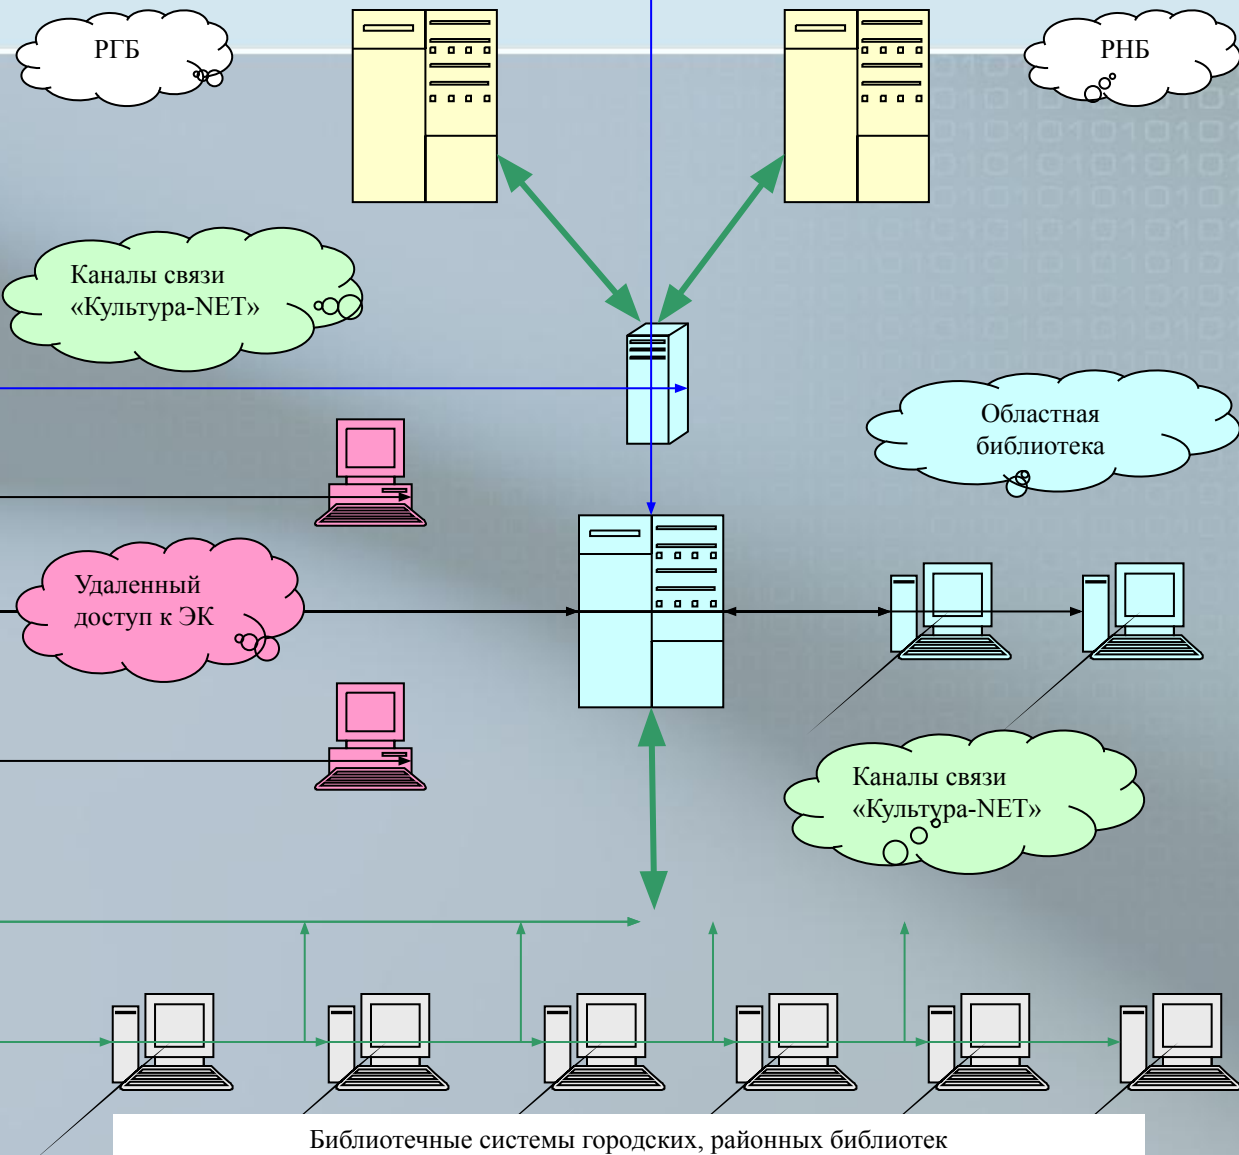 РГБ
РНБ
Каналы связи
«Культура-NET»
Областная
библиотека
Удаленный
доступ к ЭК
Каналы связи
«Культура-NET»
Библиотечные системы городских, районных библиотек